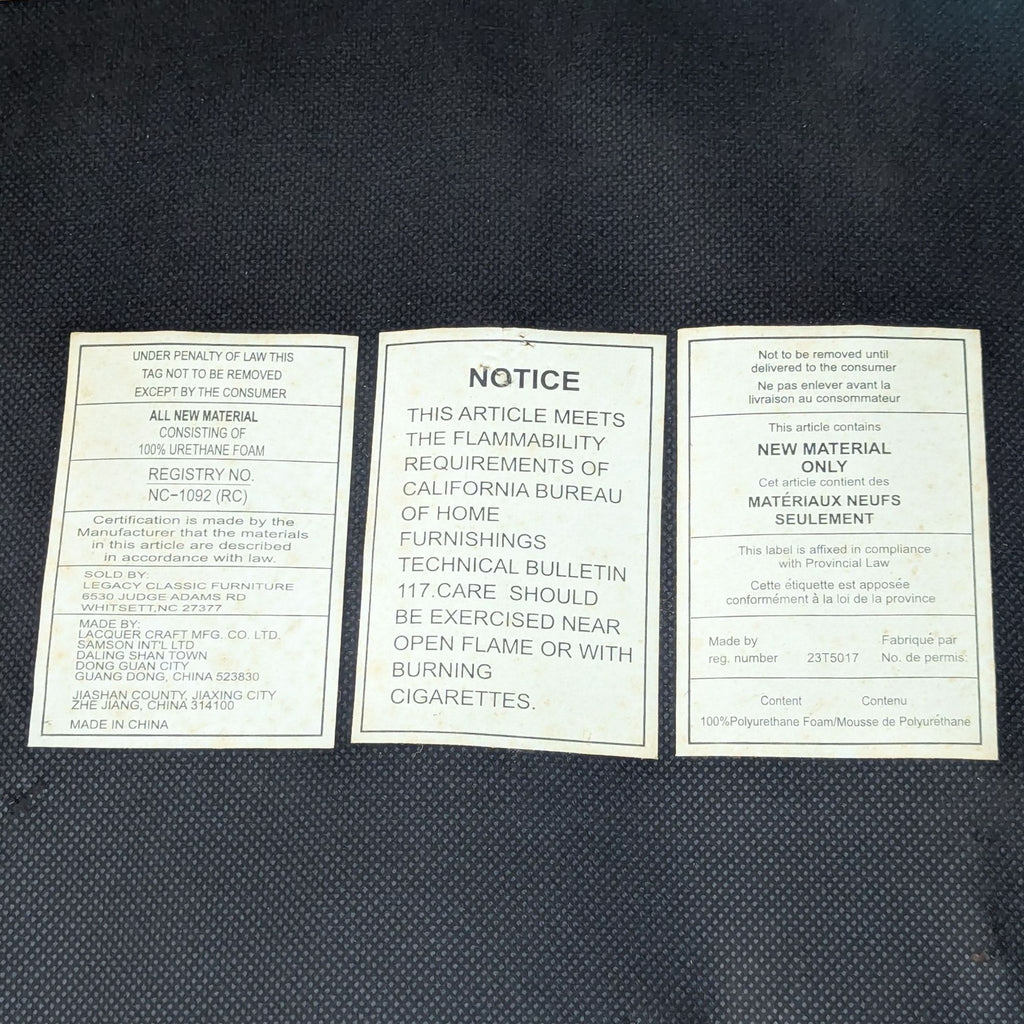 UNDER PENALTY OF LAW THIS
TAG NOT TO BE REMOVED
EXCEPT BY THE CONSUMER
ALL NEW MATERIAL
CONSISTING OF
100% URETHANE FOAM
REGISTRY NO.
NC-1092 (RC)
Certification is made by the
Manufacturer that the materials
in this article are described
in accordance with law.
SOLD BY:
LEGACY CLASSIC FURNITURE
6530 JUDGE ADAMS RD
WHITSETT,NC 27377
MADE BY:
LACQUER CRAFT MFG. CO. LTD.
SAMSON INT'L LTD
DALING SHAN TOWN
DONG GUAN CITY
GUANG DONG, CHINA 523830
JIASHAN COUNTY, JIAXING CITY
ZHE JIANG, CHINA 314100
MADE IN CHINA
NOTICE
THIS ARTICLE MEETS
THE FLAMMABILITY
REQUIREMENTS OF
CALIFORNIA BUREAU
OF HOME
FURNISHINGS
TECHNICAL BULLETIN
117.CARE SHOULD
BE EXERCISED NEAR
OPEN FLAME OR WITH
BURNING
CIGARETTES.
Not to be removed until
delivered to the consumer
Ne pas enlever avant la
livraison au consommateur
This article contains
NEW MATERIAL
ONLY
Cet article contient des
MATÉRIAUX NEUFS
SEULEMENT
This label is affixed in compliance
with Provincial Law
Cette étiquette est apposée
conformément à la loi de la province
Made by Fabriqué par
reg. number 23T5017 No. de permis:
Content Contenu
100%Polyurethane Foam/Mousse de Polyuréthane